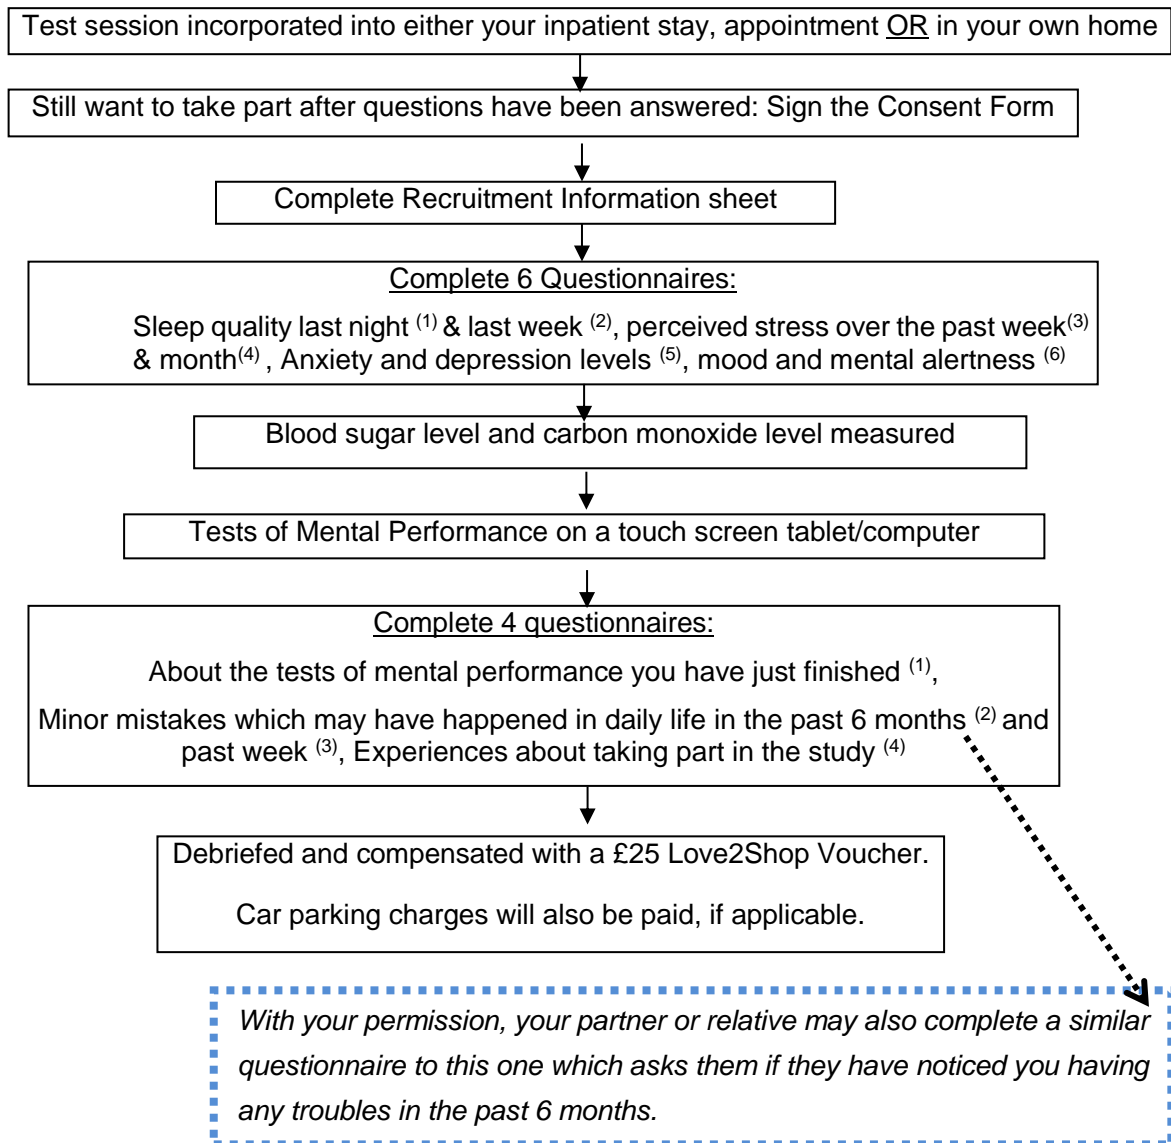 Test session incorporated into either your inpatient stay, appointment OR in your own home
Still want to take part after questions have been answered: Sign the Consent Form
Complete Recruitment Information sheet
Complete 6 Questionnaires:
Sleep quality last night (1) & last week (2), perceived stress over the past week(3)
& month(4) , Anxiety and depression levels (5), mood and mental alertness (6)
Blood sugar level and carbon monoxide level measured
Tests of Mental Performance on a touch screen tablet/computer
Complete 4 questionnaires:
About the tests of mental performance you have just finished (1),
Minor mistakes which may have happened in daily life in the past 6 months (2) and
past week (3), Experiences about taking part in the study (4)
Debriefed and compensated with a £25 Love2Shop Voucher.
Car parking charges will also be paid, if applicable.
With your permission, your partner or relative may also complete a similar
questionnaire to this one which asks them if they have noticed you having
any troubles in the past 6 months.